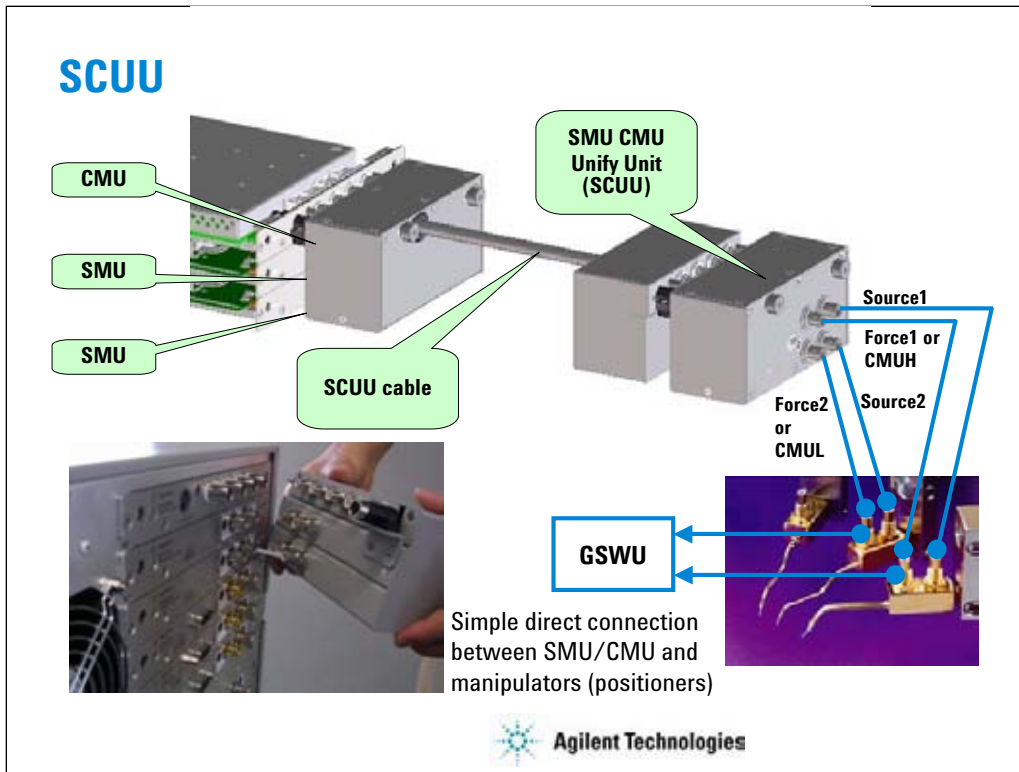 SCUU
SMU CMU
Unify Unit
(SCUU)
CMU
SMU
SMU
SCUU cable
Source1
Force1 or
CMUH
Force2
or
CMUL
Source2
GSWU
Simple direct connection
between SMU/CMU and
manipulators (positioners)
Agilent Technologies